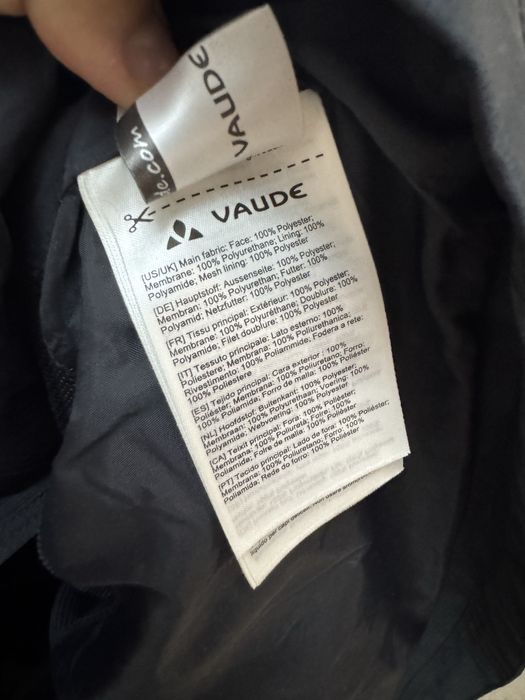 VAUDE
.com
VAUDE
[US/UK] Main fabric: Face: 100% Polyester;
Membrane: 100% Polyurethane; Lining: 100%
Polyamide; Mesh lining: 100% Polyester
[DE] Hauptstoff: Aussenseite: 100% Polyester;
Membran: 100% Polyurethan; Futter: 100%
Polyamid; Netzfutter: 100% Polyester
[FR] Tissu principal: Extérieur: 100% Polyester;
Membrane: 100% Polyuréthane; Doublure: 100%
Polyamide; Filet doublure: 100% Polyester
[IT] Tessuto principale: Lato esterno: 100%
Poliestere; Membrana: 100% Poliurethanica;
Rivestimento: 100% Poliammide; Fodera a rete:
100% Poliestere
[ES] Tejido principal: Cara exterior : 100%
Poliéster; Membrana: 100% Poliuretano; Forro:
100% Poliamida; Forro de malla: 100% Poliéster
[NL] Hoofdstof: Buitenkant: 100% Polyester;
Membraan: 100% Polyurethaan; Voering: 100%
Polyamide; Webvoering: 100% Polyester
[CA] Teixit principal: Fora: 100% Polièster;
Membrana: 100% Poliuretà; Folre: 100%
Poliamida; Folre de malla: 100% Polièster
[PT] Tecido principal: Lado de fora: 100% Poliéster;
Membrana: 100% Poliuretano; Forro: 100%
Poliamida; Rede do forro: 100% Poliéster
liquido per capi delicati. Non usare